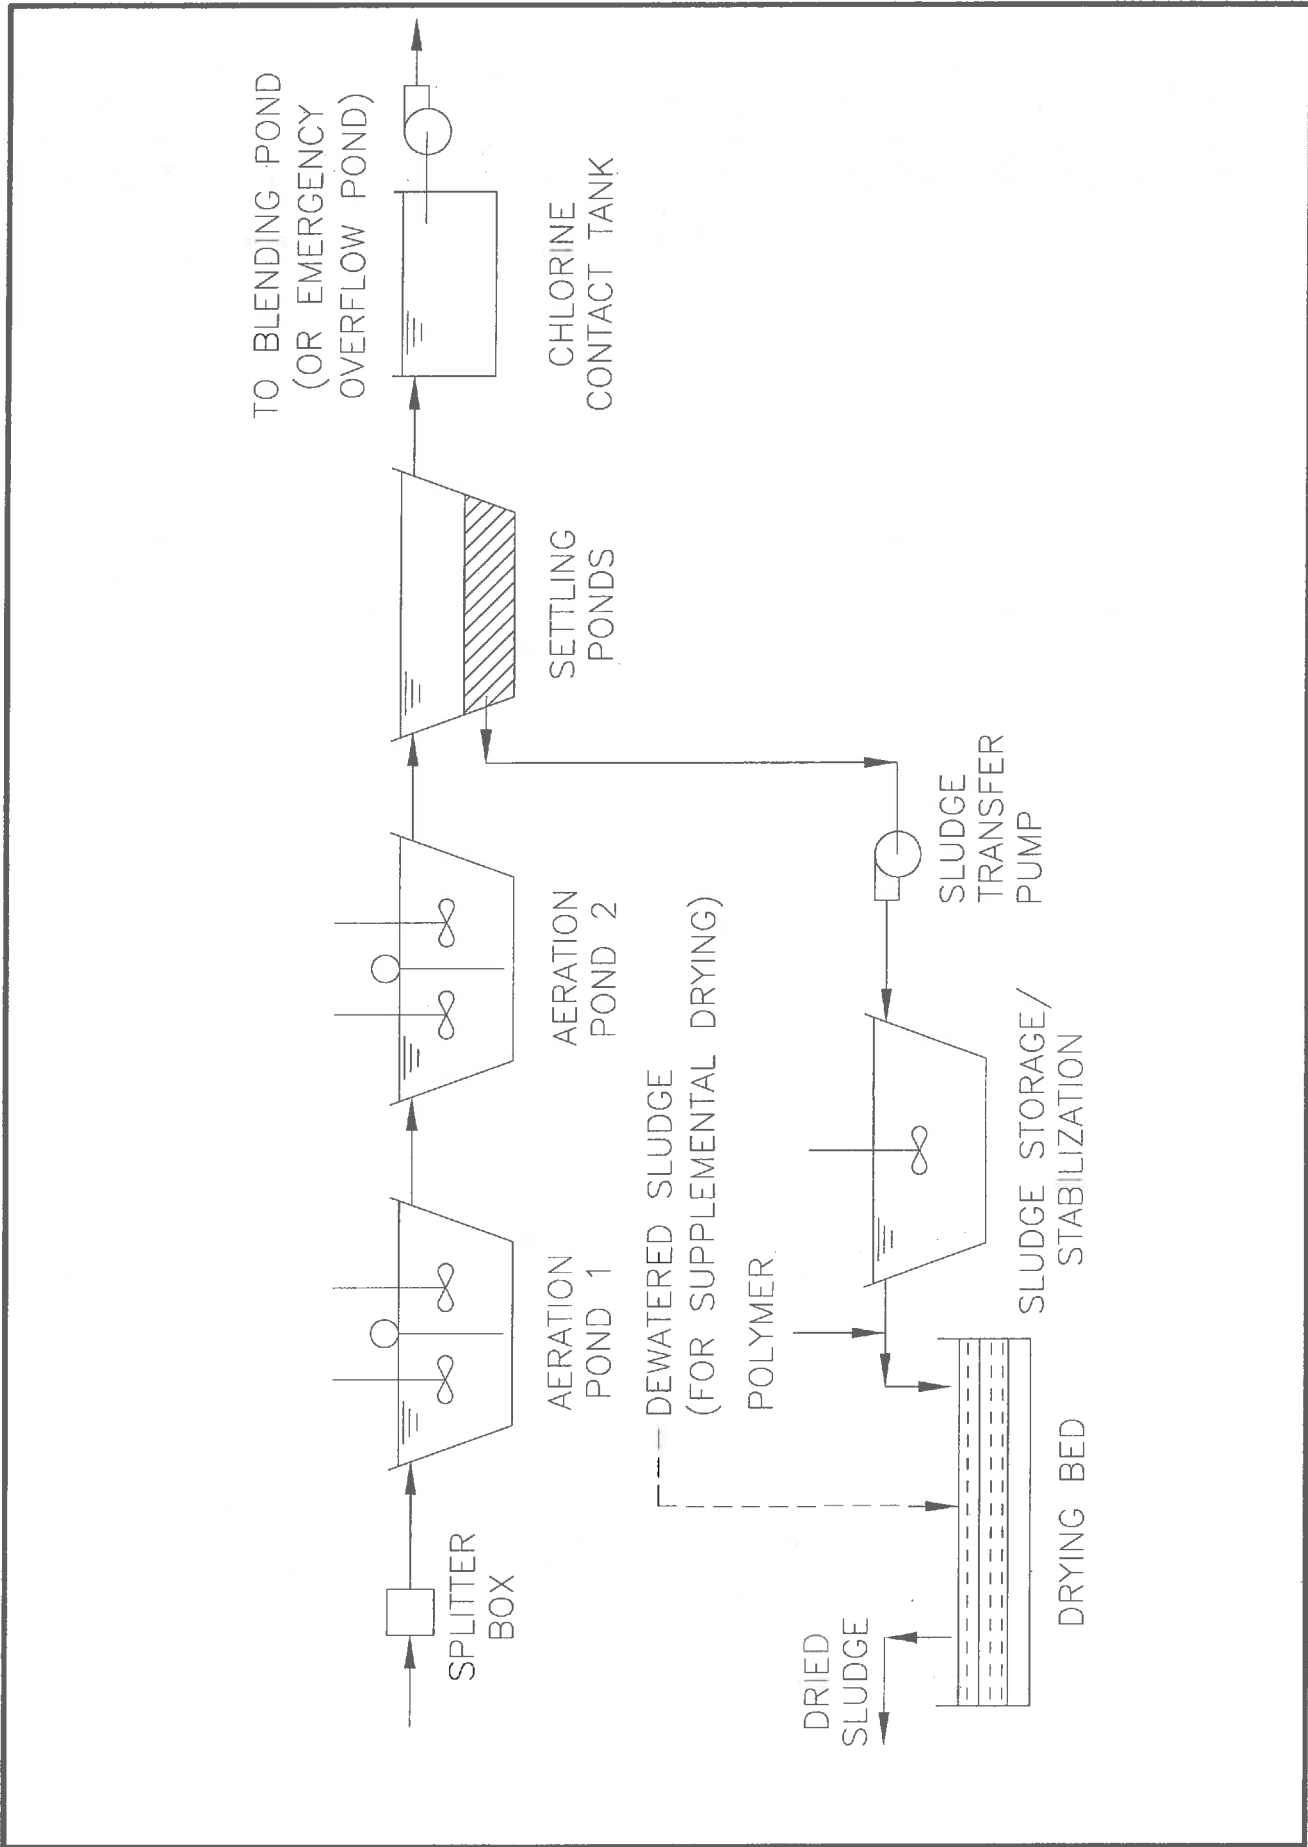 TO BLENDING POND
(OR EMERGENCY
OVERFLOW POND)
SPLITTER
BOX
AERATION
POND 1
AERATION
POND 2
SETTLING
PONDS
CHLORINE
CONTACT TANK
DEWATERED SLUDGE
(FOR SUPPLEMENTAL DRYING)
POLYMER
SLUDGE
TRANSFER
PUMP
DRIED
SLUDGE
SLUDGE STORAGE/
STABILIZATION
DRYING BED